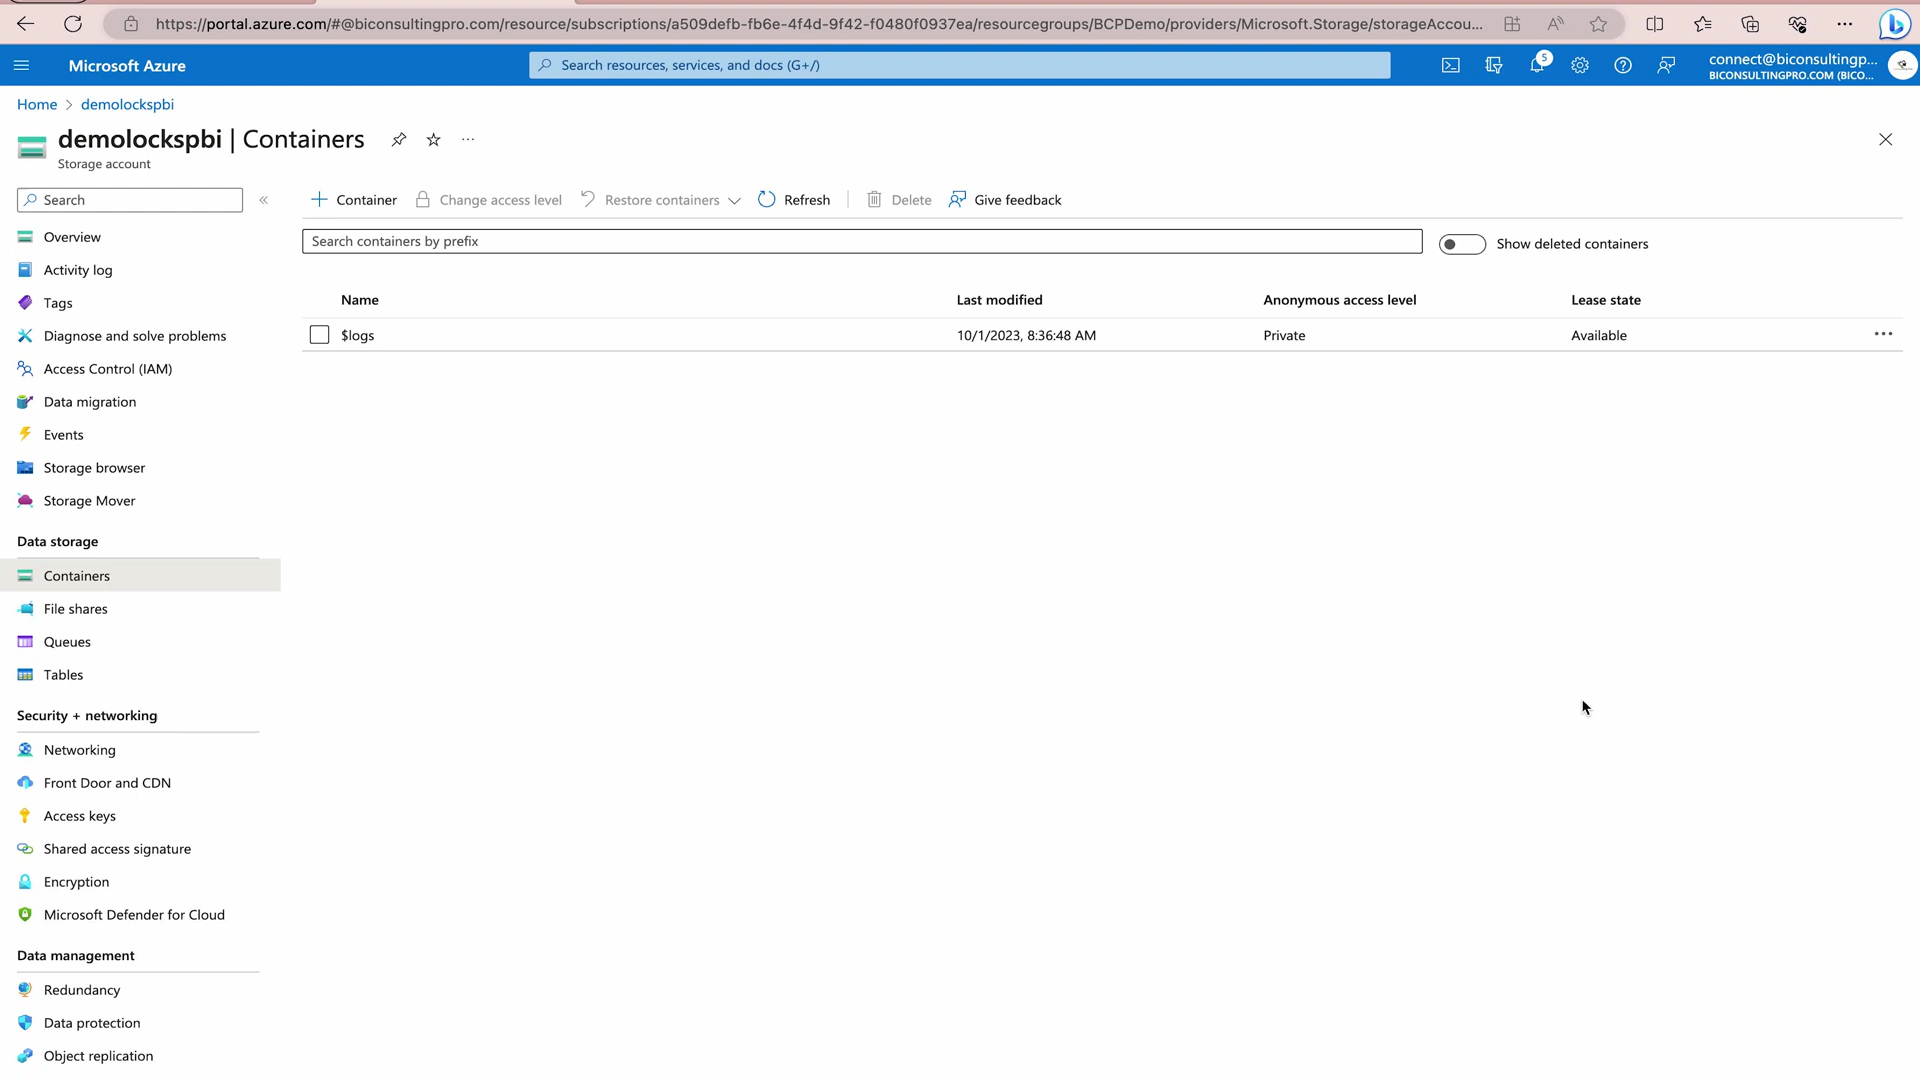 https://portal.azure.com/#@biconsultingpro.com/resource/subscriptions/a509defb-fb6e-4f4d-9f42-f0480f0937ea/resourcegroups/BCPDemo/providers/Microsoft.Storage/storageAccou...
Microsoft Azure
Search resources, services, and docs (G+/)
5
connect@biconsultingp...
BICONSULTINGPRO.COM (BICO...
Home > demolockspbi
demolockspbi | Containers
Storage account
Search
Container
Change access level
Restore containers
Refresh
Delete
Give feedback
Search containers by prefix
Show deleted containers
Name
Last modified
Anonymous access level
Lease state
$logs
10/1/2023, 8:36:48 AM
Private
Available
Overview
Activity log
Tags
Diagnose and solve problems
Access Control (IAM)
Data migration
Events
Storage browser
Storage Mover
Data storage
Containers
File shares
Queues
Tables
Security + networking
Networking
Front Door and CDN
Access keys
Shared access signature
Encryption
Microsoft Defender for Cloud
Data management
Redundancy
Data protection
Object replication